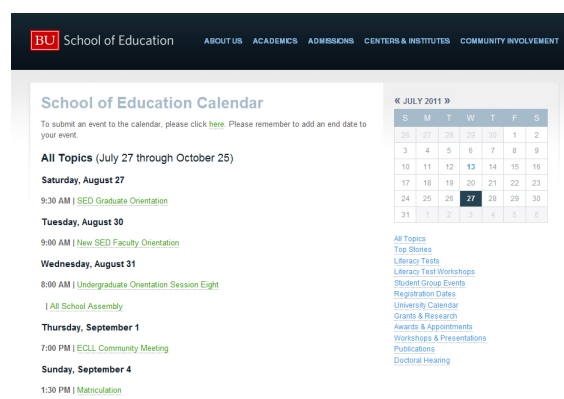 BU School of Education
ABOUT US ACADEMICS ADMISSIONS CENTERS & INSTITUTES COMMUNITY INVOLVEMENT
School of Education Calendar
To submit an event to the calendar, please click here. Please remember to add an end date to
your event.
All Topics (July 27 through October 25)
Saturday, August 27
9:30 AM | SED Graduate Orientation
Tuesday, August 30
9:00 AM | New SED Faculty Orientation
Wednesday, August 31
8:00 AM | Undergraduate Orientation Session Eight
| All School Assembly
Thursday, September 1
7:00 PM | ECLL Community Meeting
Sunday, September 4
1:30 PM | Matriculation
« JULY 2011 »
S M T W T F S
26 27 28 29 30 1 2
3 4 5 6 7 8 9
10 11 12 13 14 15 16
17 18 19 20 21 22 23
24 25 26 27 28 29 30
31 1 2 3 4 5 6
All Topics
Top Stories
Literacy Tests
Literacy Test Workshops
Student Group Events
Registration Dates
University Calendar
Grants & Research
Awards & Appointments
Workshops & Presentations
Publications
Doctoral Hearing